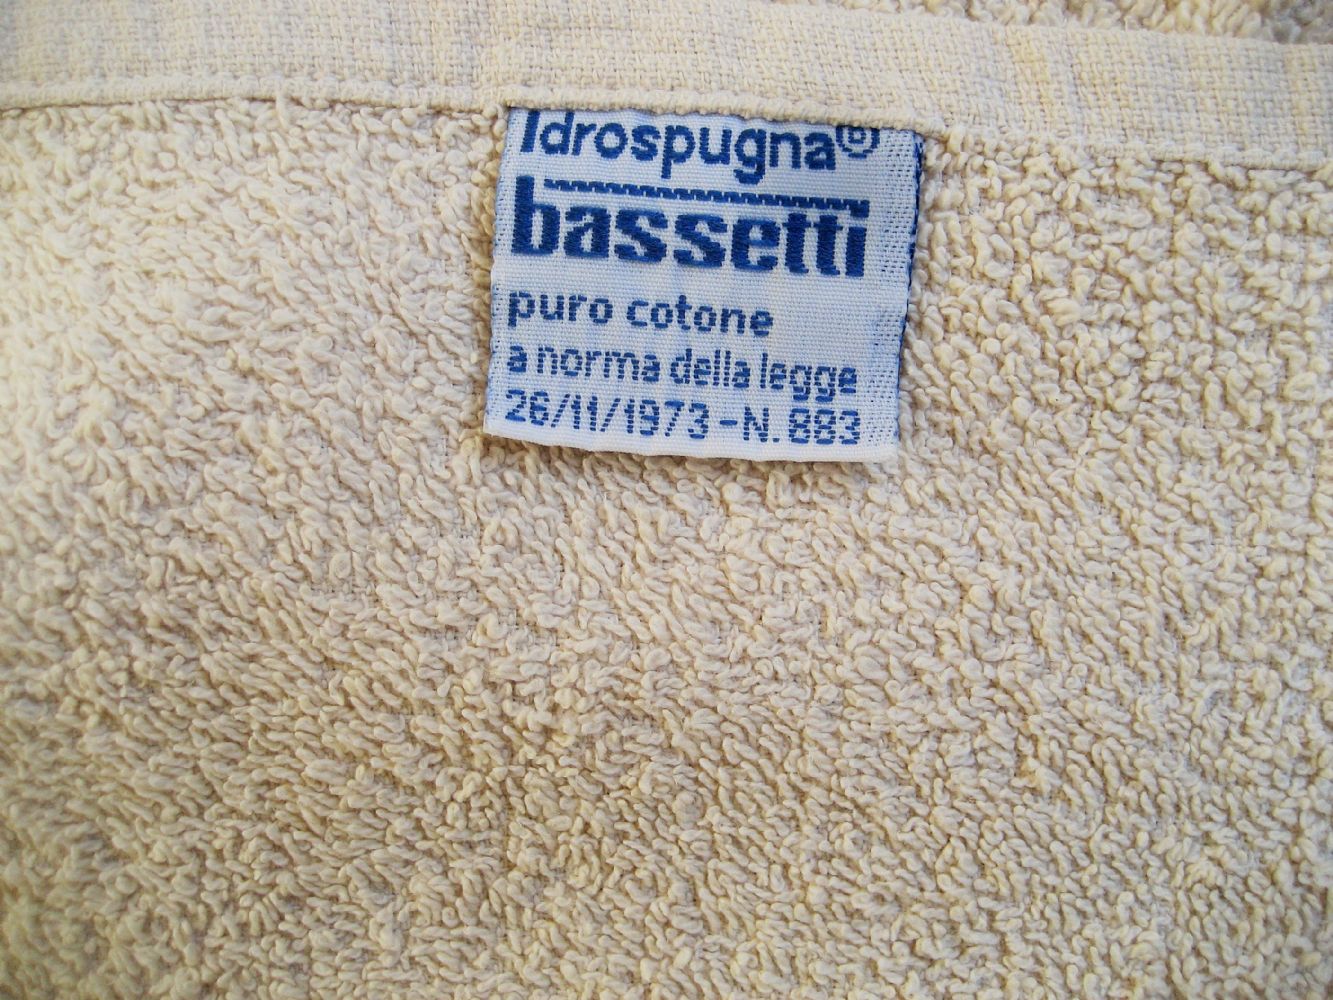 Idrospugna®
bassetti
puro cotone
a norma della legge
26/11/1973-N. 883